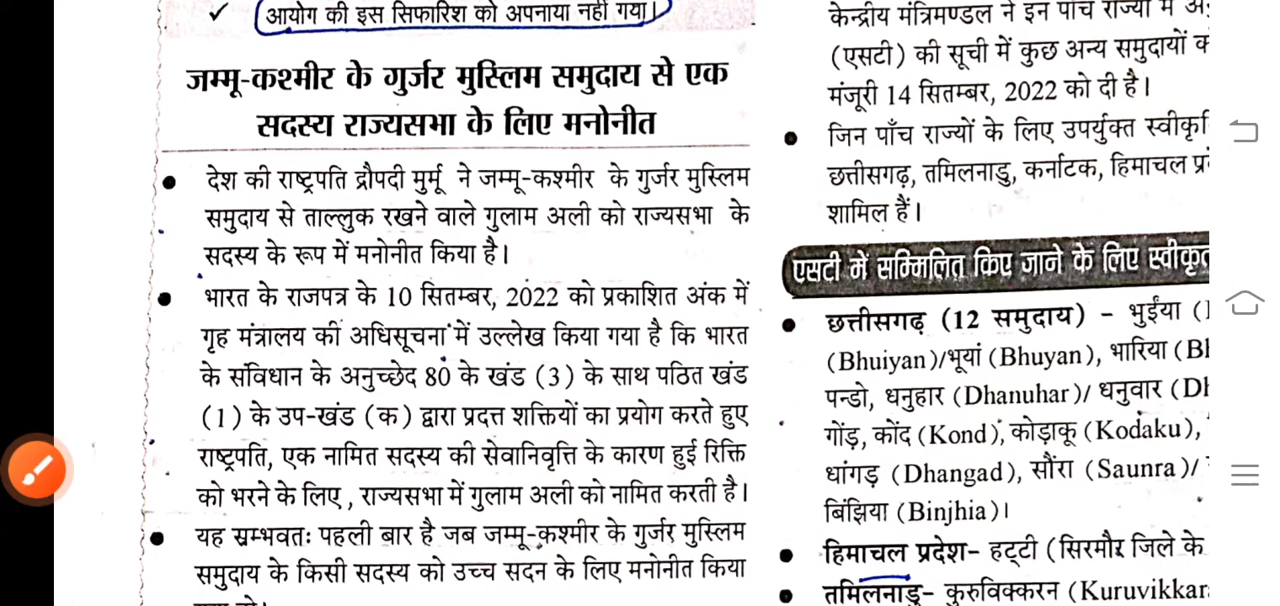 ✓ आयोग की इस सिफारिश को अपनाया नहीं गया।
जम्मू-कश्मीर के गुर्जर मुस्लिम समुदाय से एक
सदस्य राज्यसभा के लिए मनोनीत
• देश की राष्ट्रपति द्रौपदी मुर्मू ने जम्मू-कश्मीर के गुर्जर मुस्लिम
समुदाय से ताल्लुक रखने वाले गुलाम अली को राज्यसभा के
सदस्य के रूप में मनोनीत किया है।
• भारत के राजपत्र के 10 सितम्बर, 2022 को प्रकाशित अंक में
गृह मंत्रालय की अधिसूचना में उल्लेख किया गया है कि भारत
के संविधान के अनुच्छेद 80 के खंड (3) के साथ पठित खंड
(1) के उप-खंड (क) द्वारा प्रदत्त शक्तियों का प्रयोग करते हुए
राष्ट्रपति, एक नामित सदस्य की सेवानिवृत्ति के कारण हुई रिक्ति
को भरने के लिए, राज्यसभा में गुलाम अली को नामित करती है।
• यह सम्भवतः पहली बार है जब जम्मू-कश्मीर के गुर्जर मुस्लिम
समुदाय के किसी सदस्य को उच्च सदन के लिए मनोनीत किया
केन्द्रीय मंत्रिमण्डल ने इन पाँच राज्यों में
(एसटी) की सूची में कुछ अन्य समुदायों
मंजूरी 14 सितम्बर, 2022 को दी है।
• जिन पाँच राज्यों के लिए उपर्युक्त
छत्तीसगढ़, तमिलनाडु, कर्नाटक, हिमाचल
शामिल हैं।
एसटी में सम्मिलित किए जाने के लिए
• छत्तीसगढ़ (12 समुदाय) – भुईंया
(Bhuiyan)/भूयां (Bhuyan), भारिया
पन्डो, धनुहार (Dhanuhar)/ धनुवार
गोंड़, कोंद (Kond), कोड़ाकू (Kodaku),
धांगड़ (Dhangad), सौंरा (Saunra)/
बिंझिया (Binjhia)।
• हिमाचल प्रदेश– हट्टी (सिरमौर जिले के
• तमिलनाडु– कुरुविक्करन